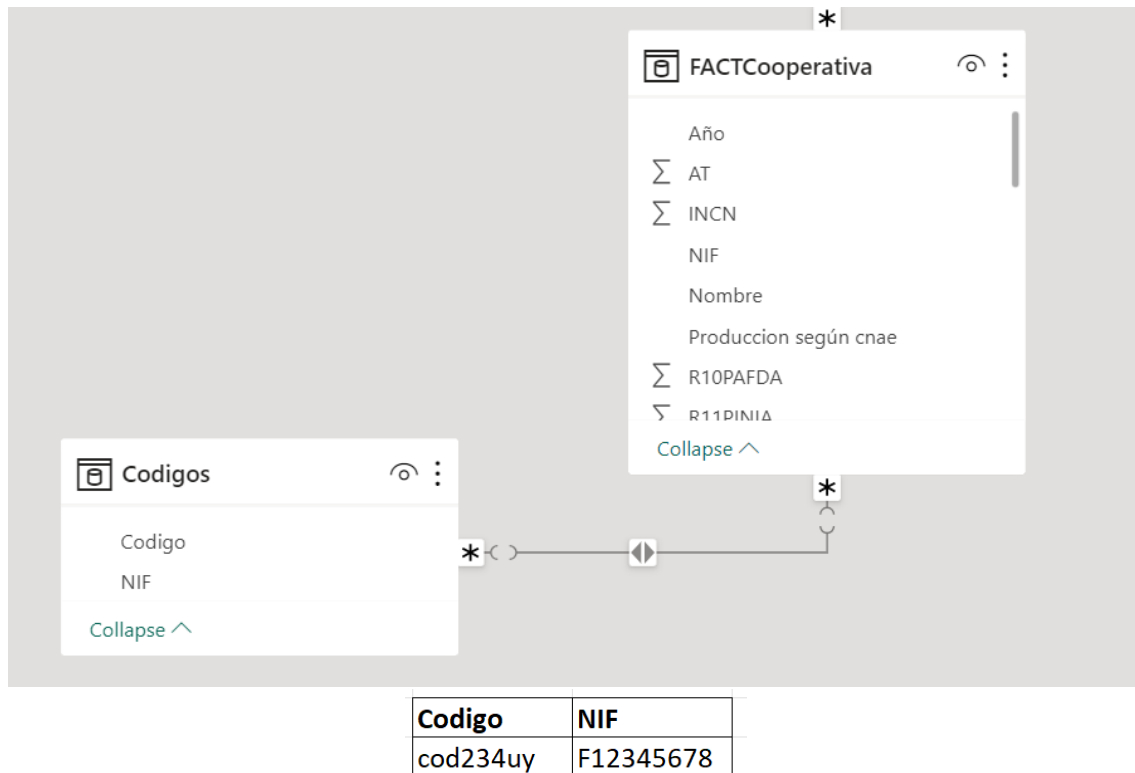 FACTCooperativa
Año
AT
INCN
NIF
Nombre
Produccion según cnae
R10PAFDA
R11PINIA
Collapse
Codigos
Codigo
NIF
Collapse
Codigo NIF
cod234uy F12345678